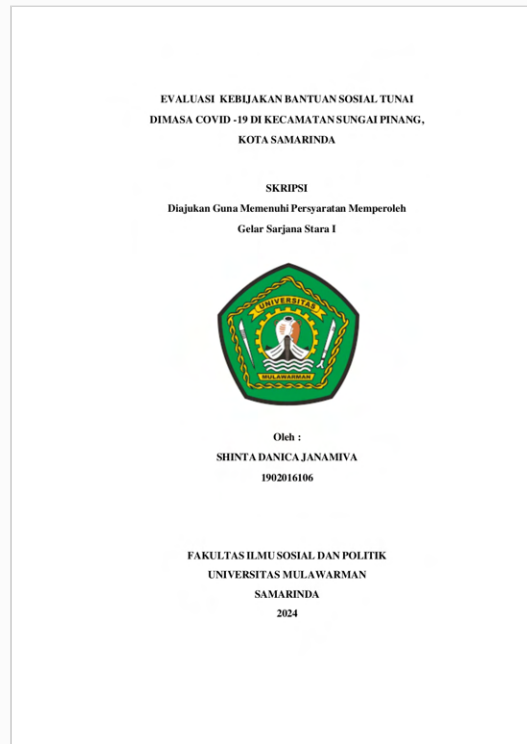 EVALUASI KEBIJAKAN BANTUAN SOSIAL TUNAI
DIMASA COVID -19 DI KECAMATAN SUNGAI PINANG,
KOTA SAMARINDA
SKRIPSI
Diajukan Guna Memenuhi Persyaratan Memperoleh
Gelar Sarjana Stara I
UNIVERSITAS
MULAWARMAN
Oleh :
SHINTA DANICA JANAMIVA
1902016106
FAKULTAS ILMU SOSIAL DAN POLITIK
UNIVERSITAS MULAWARMAN
SAMARINDA
2024